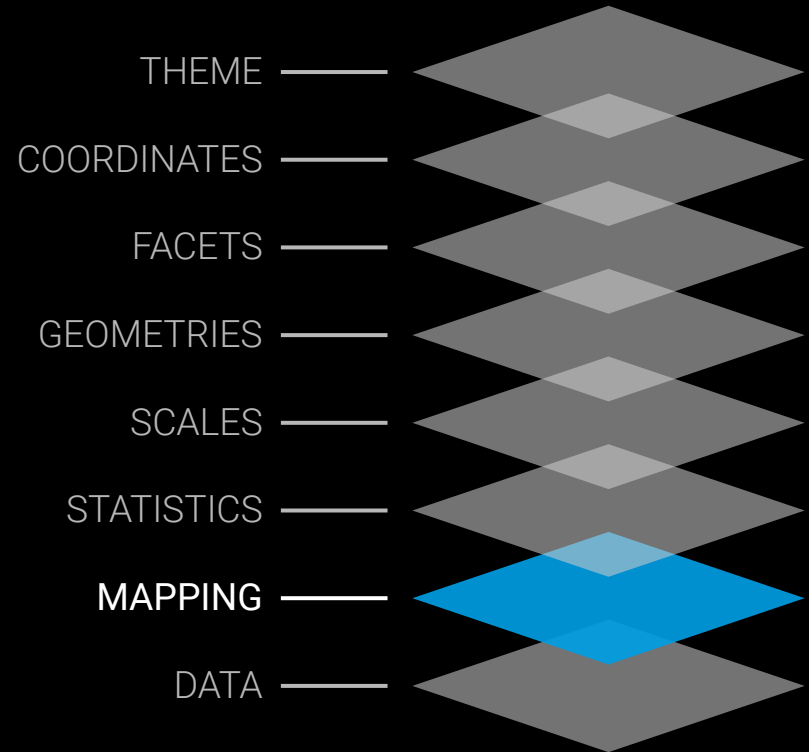 THEME
COORDINATES
FACETS
GEOMETRIES
SCALES
STATISTICS
MAPPING
DATA